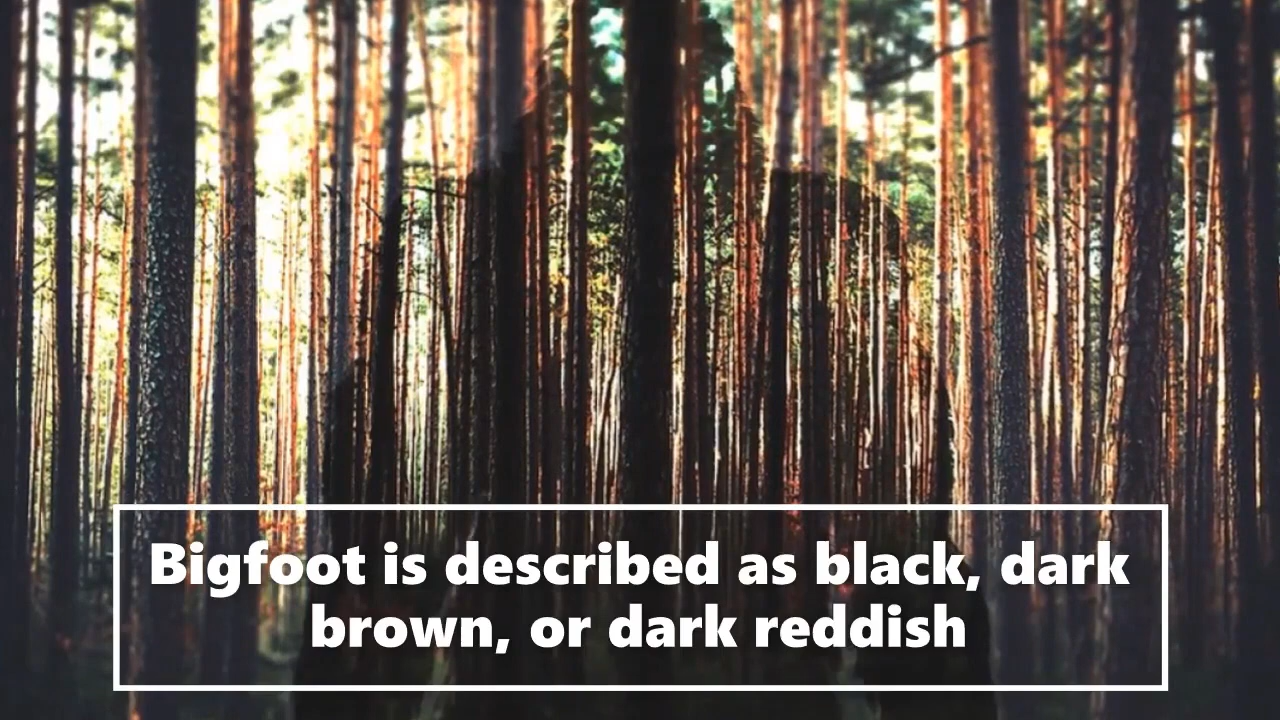 Bigfoot is described as black, dark
brown, or dark reddish